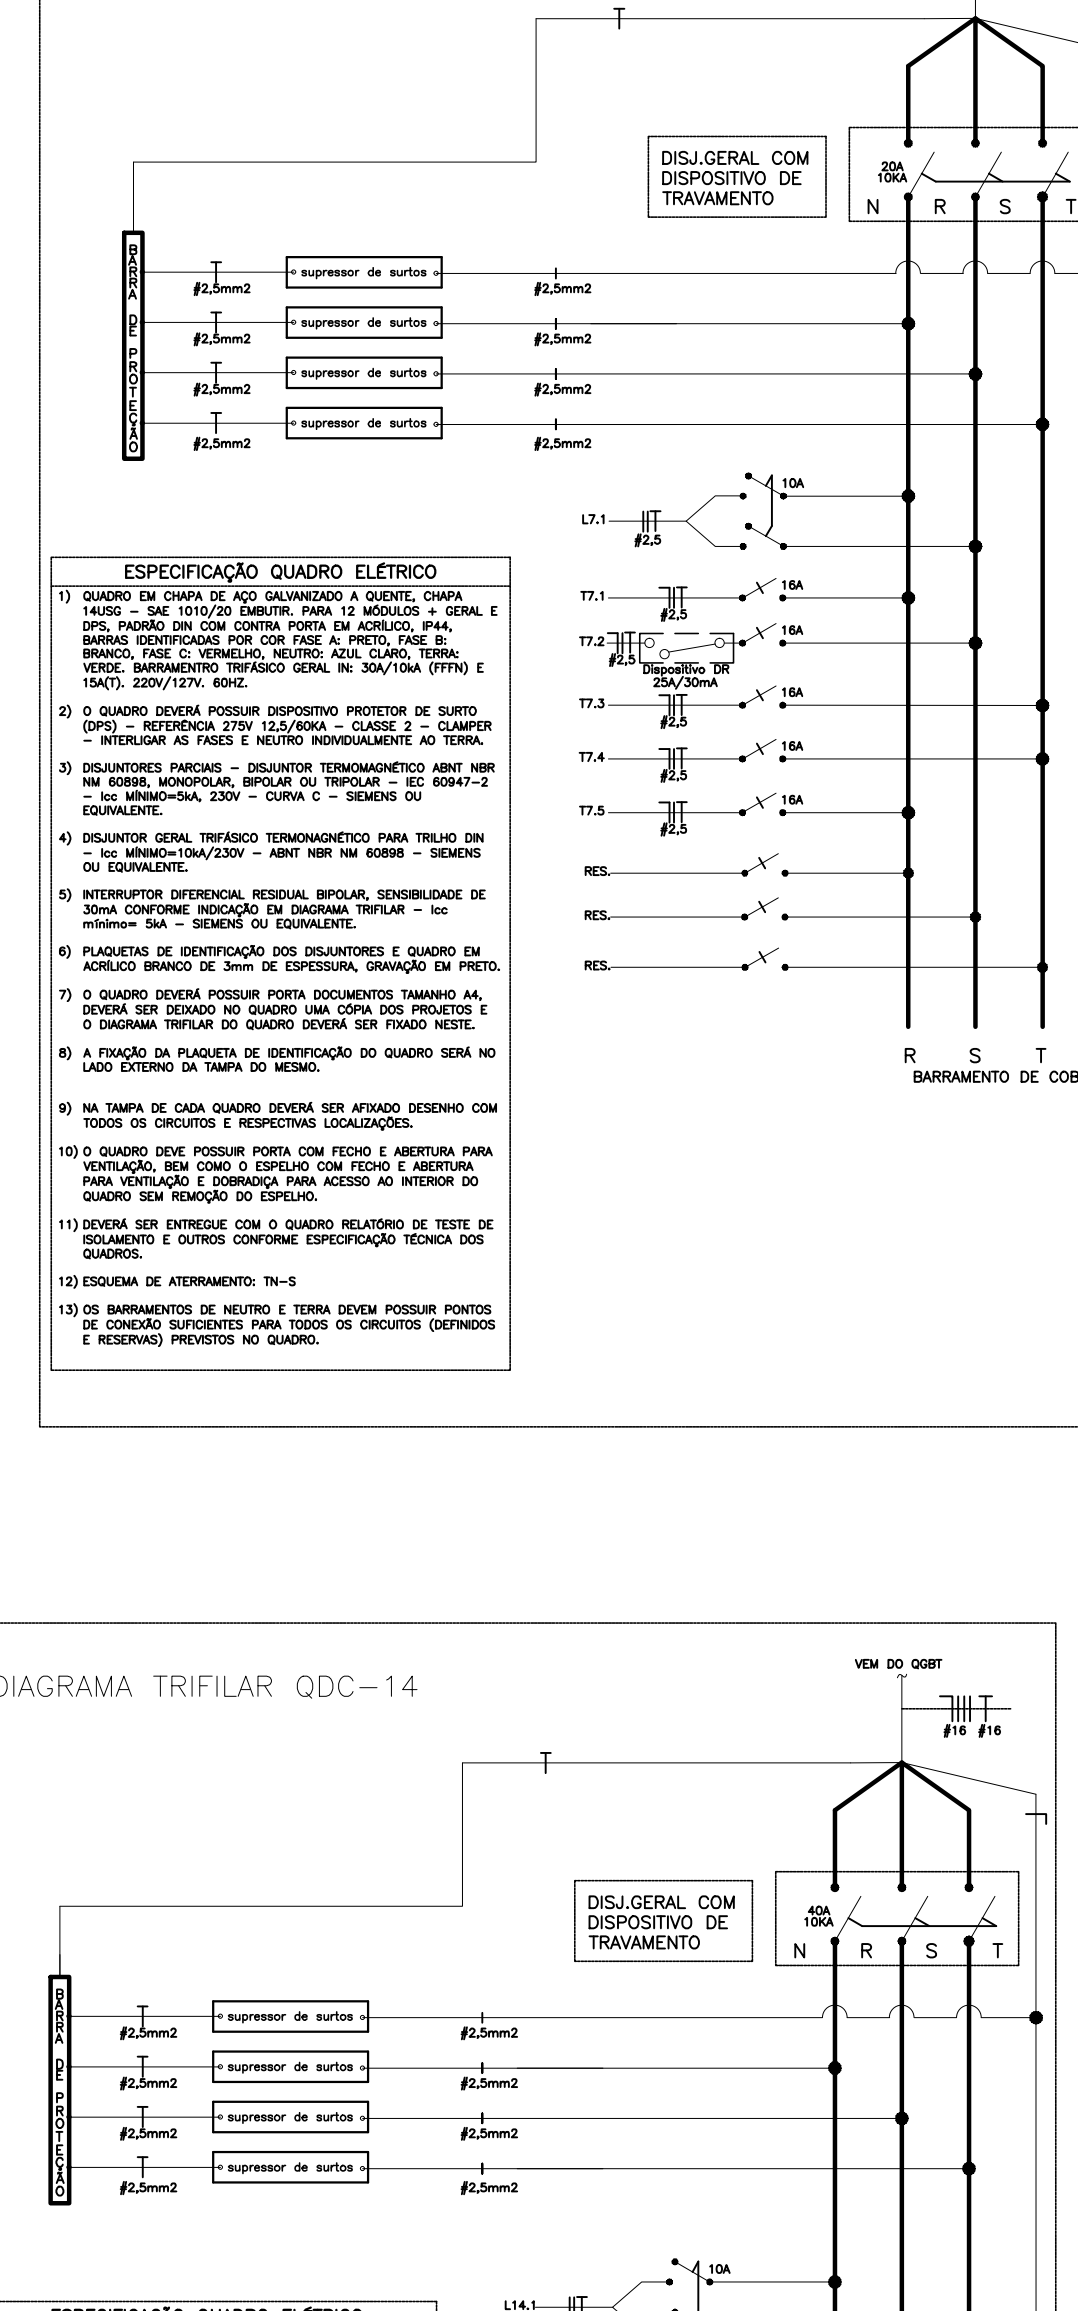 T
DISJ.GERAL COM
DISPOSITIVO DE
TRAVAMENTO
20A
10KA
N R S T
BARRA DE PROTEÇÃO
T
#2,5mm2
supressor de surtos
#2,5mm2
T
#2,5mm2
supressor de surtos
#2,5mm2
T
#2,5mm2
supressor de surtos
#2,5mm2
T
#2,5mm2
supressor de surtos
#2,5mm2
L7.1
#2,5
10A
T7.1
#2,5
16A
T7.2
#2,5
16A
Dispositivo DR
25A/30mA
T7.3
#2,5
16A
T7.4
#2,5
16A
T7.5
#2,5
16A
RES.
RES.
RES.
R S T
BARRAMENTO DE COB
ESPECIFICAÇÃO QUADRO ELÉTRICO
1) QUADRO EM CHAPA DE AÇO GALVANIZADO A QUENTE, CHAPA
14USG – SAE 1010/20 EMBUTIR. PARA 12 MÓDULOS + GERAL E
DPS, PADRÃO DIN COM CONTRA PORTA EM ACRÍLICO, IP44,
BARRAS IDENTIFICADAS POR COR FASE A: PRETO, FASE B:
BRANCO, FASE C: VERMELHO, NEUTRO: AZUL CLARO, TERRA:
VERDE. BARRAMENTRO TRIFÁSICO GERAL IN: 30A/10kA (FFFN) E
15A(T). 220V/127V. 60HZ.
2) O QUADRO DEVERÁ POSSUIR DISPOSITIVO PROTETOR DE SURTO
(DPS) – REFERÊNCIA 275V 12,5/60KA – CLASSE 2 – CLAMPER
– INTERLIGAR AS FASES E NEUTRO INDIVIDUALMENTE AO TERRA.
3) DISJUNTORES PARCIAIS – DISJUNTOR TERMOMAGNÉTICO ABNT NBR
NM 60898, MONOPOLAR, BIPOLAR OU TRIPOLAR – IEC 60947-2
– Icc MÍNIMO=5kA, 230V – CURVA C – SIEMENS OU
EQUIVALENTE.
4) DISJUNTOR GERAL TRIFÁSICO TERMONAGNÉTICO PARA TRILHO DIN
– Icc MÍNIMO=10kA/230V – ABNT NBR NM 60898 – SIEMENS
OU EQUIVALENTE.
5) INTERRUPTOR DIFERENCIAL RESIDUAL BIPOLAR, SENSIBILIDADE DE
30mA CONFORME INDICAÇÃO EM DIAGRAMA TRIFILAR – Icc
mínimo= 5kA – SIEMENS OU EQUIVALENTE.
6) PLAQUETAS DE IDENTIFICAÇÃO DOS DISJUNTORES E QUADRO EM
ACRÍLICO BRANCO DE 3mm DE ESPESSURA, GRAVAÇÃO EM PRETO.
7) O QUADRO DEVERÁ POSSUIR PORTA DOCUMENTOS TAMANHO A4,
DEVERÁ SER DEIXADO NO QUADRO UMA CÓPIA DOS PROJETOS E
O DIAGRAMA TRIFILAR DO QUADRO DEVERÁ SER FIXADO NESTE.
8) A FIXAÇÃO DA PLAQUETA DE IDENTIFICAÇÃO DO QUADRO SERÁ NO
LADO EXTERNO DA TAMPA DO MESMO.
9) NA TAMPA DE CADA QUADRO DEVERÁ SER AFIXADO DESENHO COM
TODOS OS CIRCUITOS E RESPECTIVAS LOCALIZAÇÕES.
10) O QUADRO DEVE POSSUIR PORTA COM FECHO E ABERTURA PARA
VENTILAÇÃO, BEM COMO O ESPELHO COM FECHO E ABERTURA
PARA VENTILAÇÃO E DOBRADIÇA PARA ACESSO AO INTERIOR DO
QUADRO SEM REMOÇÃO DO ESPELHO.
11) DEVERÁ SER ENTREGUE COM O QUADRO RELATÓRIO DE TESTE DE
ISOLAMENTO E OUTROS CONFORME ESPECIFICAÇÃO TÉCNICA DOS
QUADROS.
12) ESQUEMA DE ATERRAMENTO: TN-S
13) OS BARRAMENTOS DE NEUTRO E TERRA DEVEM POSSUIR PONTOS
DE CONEXÃO SUFICIENTES PARA TODOS OS CIRCUITOS (DEFINIDOS
E RESERVAS) PREVISTOS NO QUADRO.
DIAGRAMA TRIFILAR QDC-14
VEM DO QGBT
#16 #16
T
DISJ.GERAL COM
DISPOSITIVO DE
TRAVAMENTO
40A
10KA
N R S T
BARRA DE PROTEÇÃO
T
#2,5mm2
supressor de surtos
#2,5mm2
T
#2,5mm2
supressor de surtos
#2,5mm2
T
#2,5mm2
supressor de surtos
#2,5mm2
T
#2,5mm2
supressor de surtos
#2,5mm2
10A
L14.1
ESPECIFICAÇÃO QUADRO ELÉTRICO